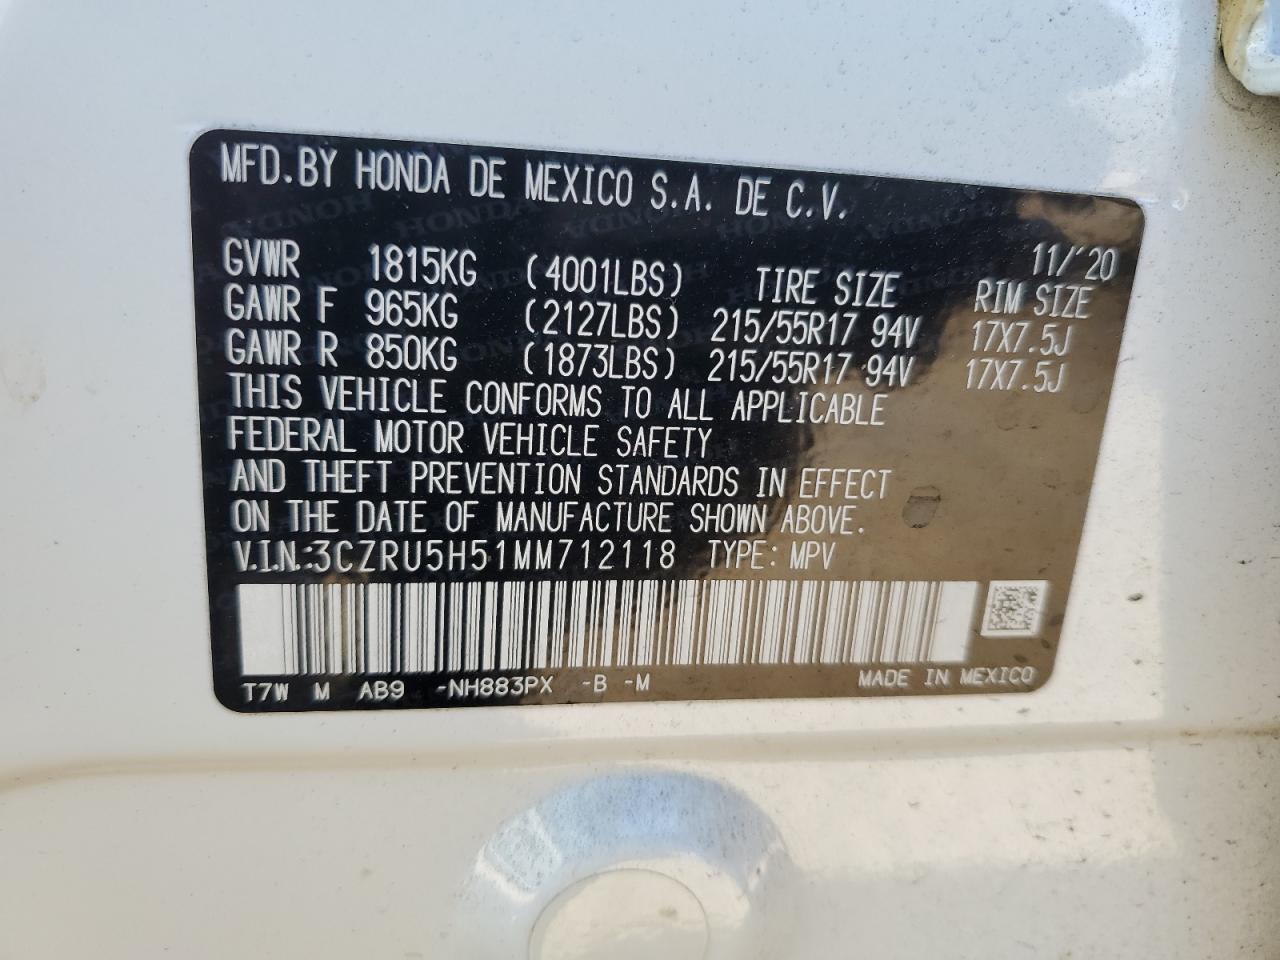 MFD.BY HONDA DE MEXICO S.A. DE C.V.
11/'20
GVWR 1815KG (4001LBS) TIRE SIZE RIM SIZE
GAWR F 965KG (2127LBS) 215/55R17 94V 17X7.5J
GAWR R 850KG (1873LBS) 215/55R17 94V 17X7.5J
THIS VEHICLE CONFORMS TO ALL APPLICABLE
FEDERAL MOTOR VEHICLE SAFETY
AND THEFT PREVENTION STANDARDS IN EFFECT
ON THE DATE OF MANUFACTURE SHOWN ABOVE.
V.I.N.:3CZRU5H51MM712118 TYPE: MPV
T7W M AB9 -NH883PX -B -M MADE IN MEXICO